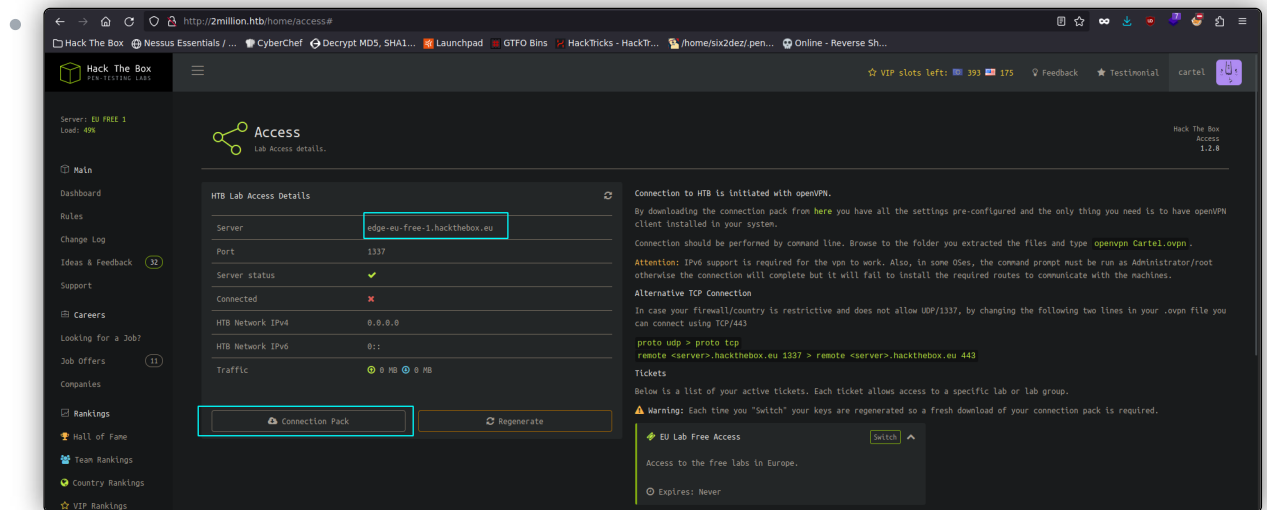 http://2million.htb/home/access#
Hack The Box Nessus Essentials / ... CyberChef Decrypt MD5, SHA1... Launchpad GTFO Bins HackTricks - HackTr... /home/six2dez/.pen... Online - Reverse Sh...
Hack The Box
PEN-TESTING LABS
VIP slots left: 393 175 Feedback Testimonial cartel
Server: EU FREE 1
Load: 49%
Main
Dashboard
Rules
Change Log
Ideas & Feedback 32
Support
Careers
Looking for a Job?
Job Offers 11
Companies
Rankings
Hall of Fame
Team Rankings
Country Rankings
VIP Rankings
Access
Lab Access details.
Hack The Box
Access
1.2.8
HTB Lab Access Details
Server edge-eu-free-1.hackthebox.eu
Port 1337
Server status
Connected
HTB Network IPv4 0.0.0.0
HTB Network IPv6 0::
Traffic 0 MB 0 MB
Connection Pack
Regenerate
Connection to HTB is initiated with openVPN.
By downloading the connection pack from here you have all the settings pre-configured and the only thing you need is to have openVPN
client installed in your system.
Connection should be performed by command line. Browse to the folder you extracted the files and type openvpn Cartel.ovpn .
Attention: IPv6 support is required for the vpn to work. Also, in some OSes, the command prompt must be run as Administrator/root
otherwise the connection will complete but it will fail to install the required routes to communicate with the machines.
Alternative TCP Connection
In case your firewall/country is restrictive and does not allow UDP/1337, by changing the following two lines in your .ovpn file you
can connect using TCP/443
proto udp > proto tcp
remote <server>.hackthebox.eu 1337 > remote <server>.hackthebox.eu 443
Tickets
Below is a list of your active tickets. Each ticket allows access to a specific lab or lab group.
Warning: Each time you "Switch" your keys are regenerated so a fresh download of your connection pack is required.
EU Lab Free Access Switch
Access to the free labs in Europe.
Expires: Never